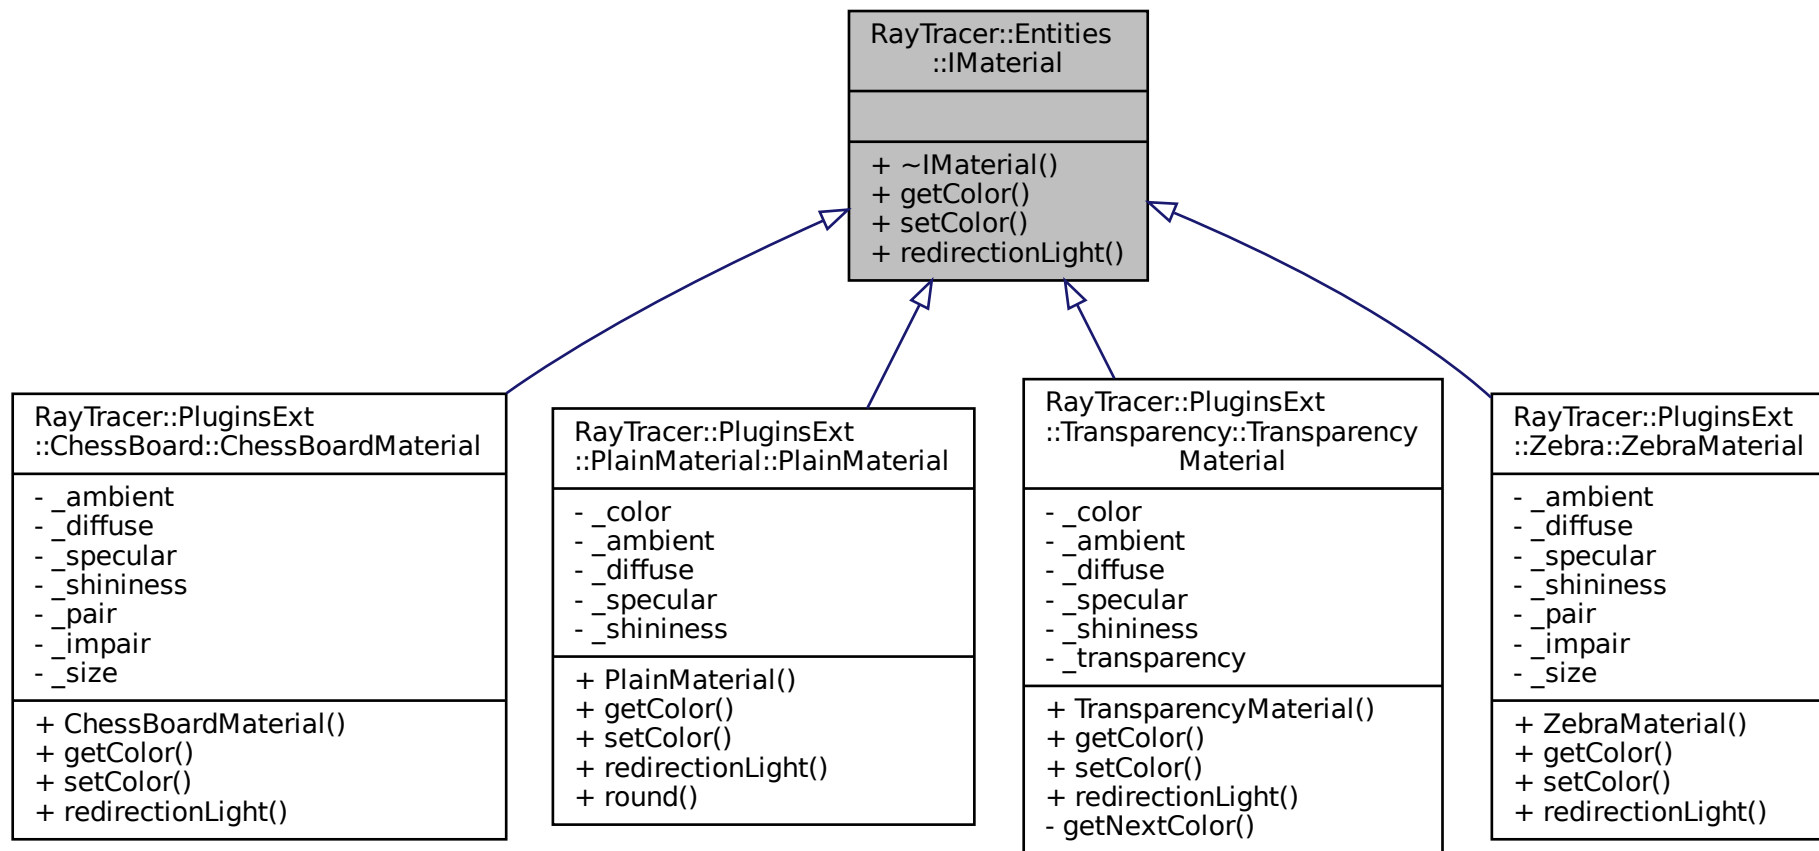 RayTracer::Entities
::IMaterial
+ ~IMaterial()
+ getColor()
+ setColor()
+ redirectionLight()
RayTracer::PluginsExt
::ChessBoard::ChessBoardMaterial
- _ambient
- _diffuse
- _specular
- _shininess
- _pair
- _impair
- _size
+ ChessBoardMaterial()
+ getColor()
+ setColor()
+ redirectionLight()
RayTracer::PluginsExt
::PlainMaterial::PlainMaterial
- _color
- _ambient
- _diffuse
- _specular
- _shininess
+ PlainMaterial()
+ getColor()
+ setColor()
+ redirectionLight()
+ round()
RayTracer::PluginsExt
::Transparency::Transparency
Material
- _color
- _ambient
- _diffuse
- _specular
- _shininess
- _transparency
+ TransparencyMaterial()
+ getColor()
+ setColor()
+ redirectionLight()
- getNextColor()
RayTracer::PluginsExt
::Zebra::ZebraMaterial
- _ambient
- _diffuse
- _specular
- _shininess
- _pair
- _impair
- _size
+ ZebraMaterial()
+ getColor()
+ setColor()
+ redirectionLight()